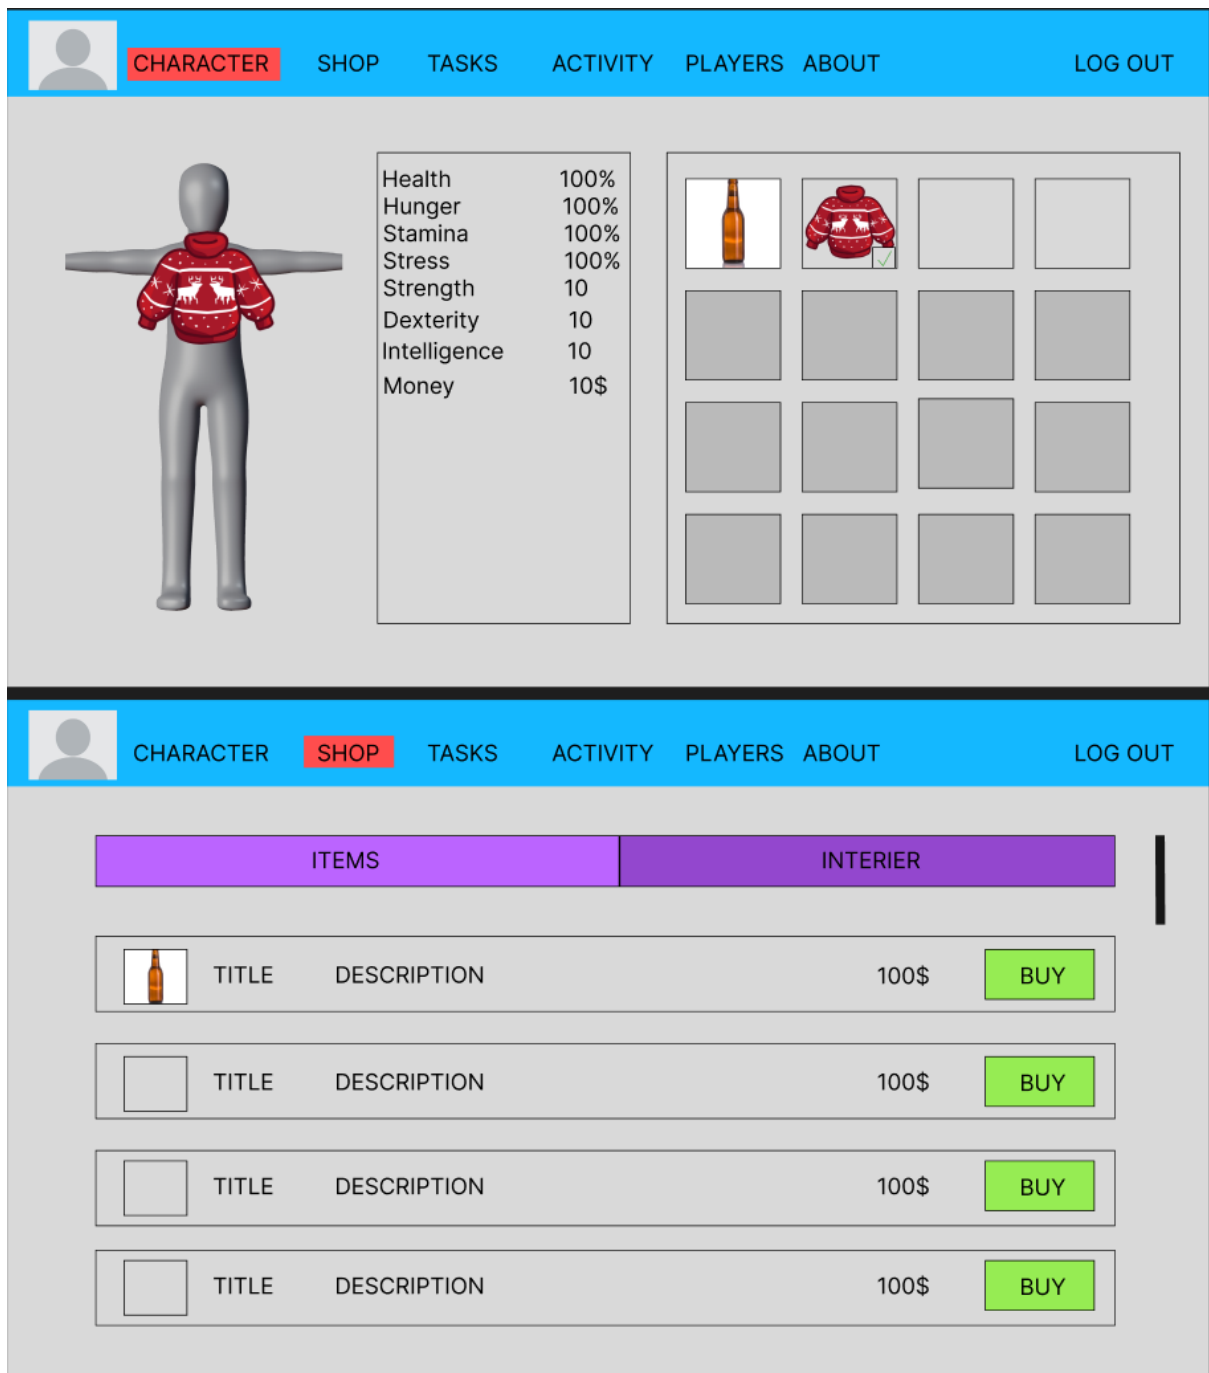 CHARACTER SHOP TASKS ACTIVITY PLAYERS ABOUT LOG OUT
Health 100%
Hunger 100%
Stamina 100%
Stress 100%
Strength 10
Dexterity 10
Intelligence 10
Money 10$
CHARACTER SHOP TASKS ACTIVITY PLAYERS ABOUT LOG OUT
ITEMS INTERIER
TITLE DESCRIPTION 100$ BUY
TITLE DESCRIPTION 100$ BUY
TITLE DESCRIPTION 100$ BUY
TITLE DESCRIPTION 100$ BUY